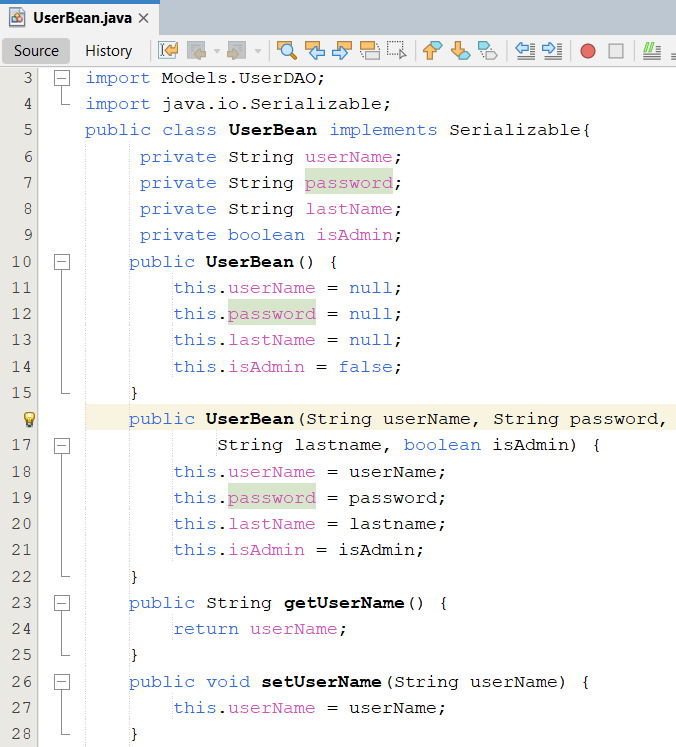 UserBean.java
Source History
3 import Models.UserDAO;
4 import java.io.Serializable;
5 public class UserBean implements Serializable{
6 private String userName;
7 private String password;
8 private String lastName;
9 private boolean isAdmin;
10 public UserBean() {
11 this.userName = null;
12 this.password = null;
13 this.lastName = null;
14 this.isAdmin = false;
15 }
public UserBean(String userName, String password,
17 String lastname, boolean isAdmin) {
18 this.userName = userName;
19 this.password = password;
20 this.lastName = lastname;
21 this.isAdmin = isAdmin;
22 }
23 public String getUserName() {
24 return userName;
25 }
26 public void setUserName(String userName) {
27 this.userName = userName;
28 }